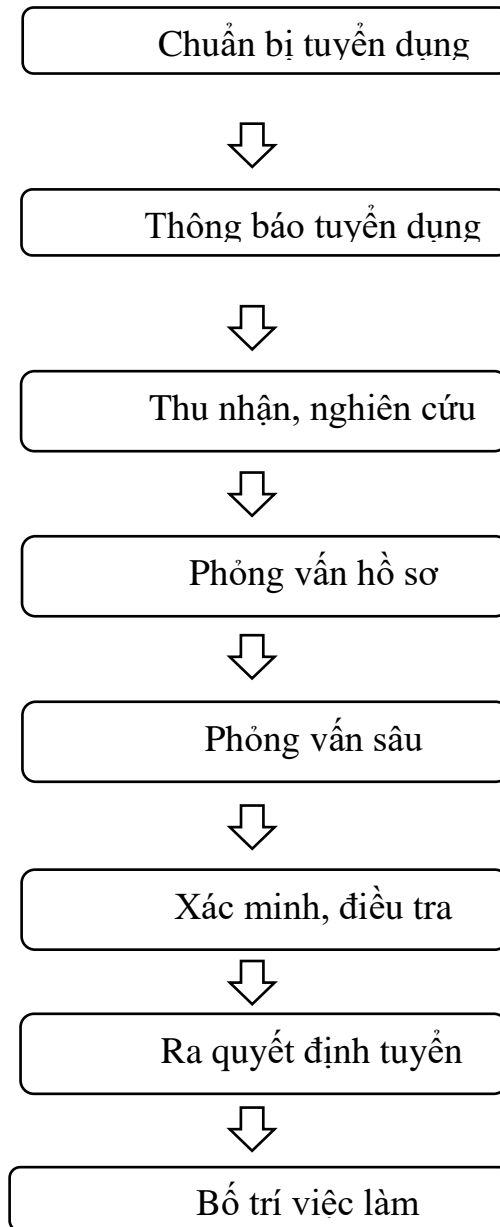 Chuẩn bị tuyển dụng
Thông báo tuyển dụng
Thu nhận, nghiên cứu
Phỏng vấn hồ sơ
Phỏng vấn sâu
Xác minh, điều tra
Ra quyết định tuyển
Bố trí việc làm